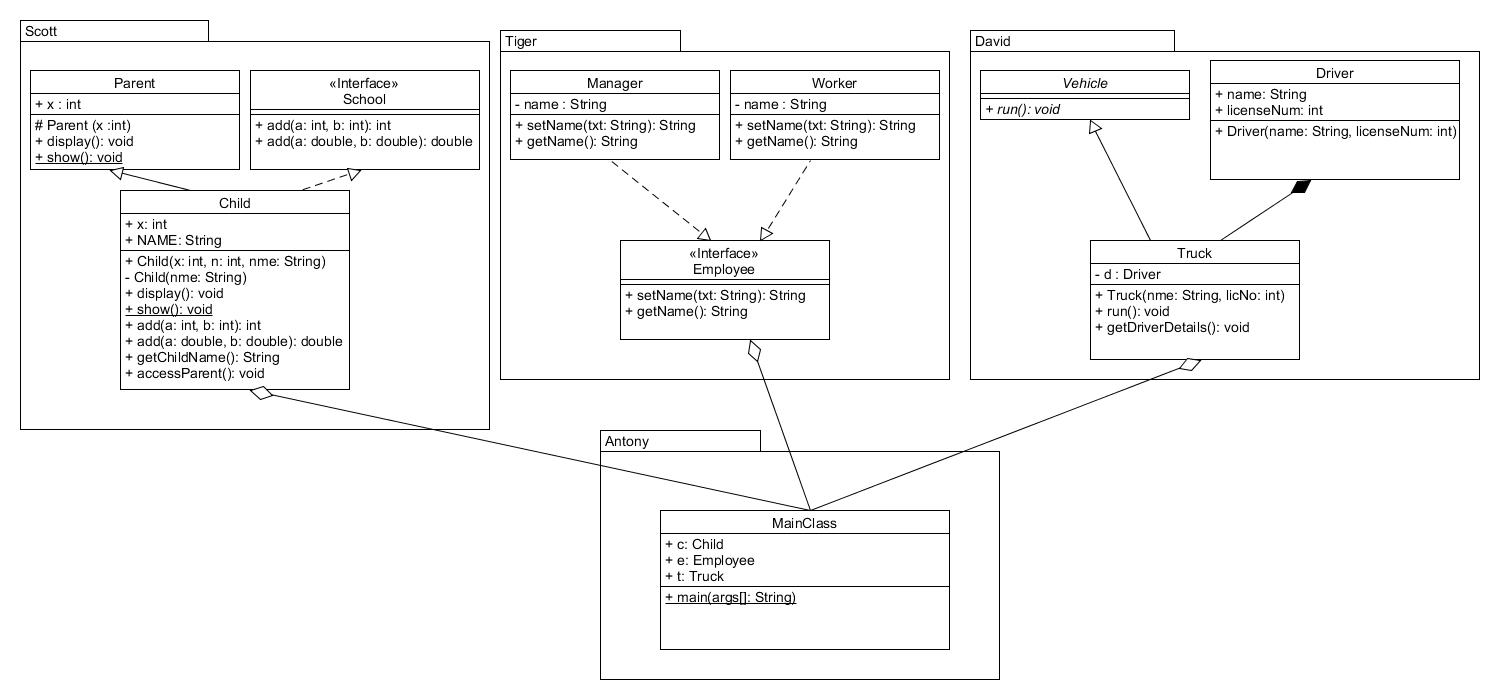 Scott
Parent
+ x : int
# Parent (x :int)
+ display(): void
+ show(): void
«Interface»
School
+ add(a: int, b: int): int
+ add(a: double, b: double): double
Child
+ x: int
+ NAME: String
+ Child(x: int, n: int, nme: String)
- Child(nme: String)
+ display(): void
+ show(): void
+ add(a: int, b: int): int
+ add(a: double, b: double): double
+ getChildName(): String
+ accessParent(): void
Tiger
Manager
- name : String
+ setName(txt: String): String
+ getName(): String
Worker
- name : String
+ setName(txt: String): String
+ getName(): String
«Interface»
Employee
+ setName(txt: String): String
+ getName(): String
David
Vehicle
+ run(): void
Driver
+ name: String
+ licenseNum: int
+ Driver(name: String, licenseNum: int)
Truck
- d : Driver
+ Truck(nme: String, licNo: int)
+ run(): void
+ getDriverDetails(): void
Antony
MainClass
+ c: Child
+ e: Employee
+ t: Truck
+ main(args[]: String)